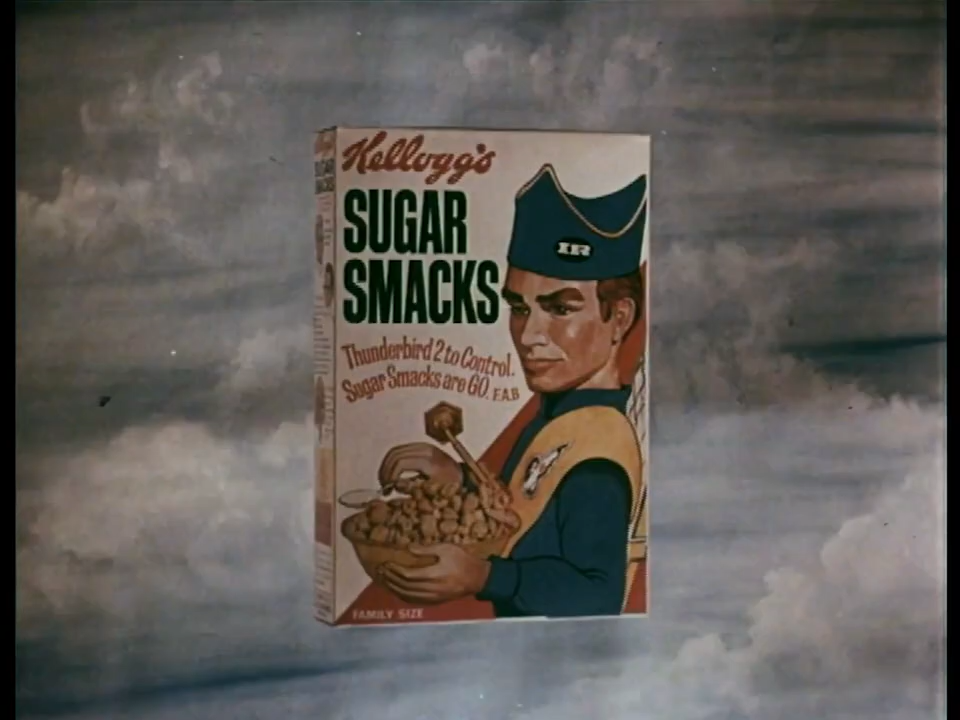 Kellogg's
SUGAR
SMACKS
IR
Thunderbird 2 to Control.
Sugar Smacks are GO. F.A.B
FAMILY SIZE